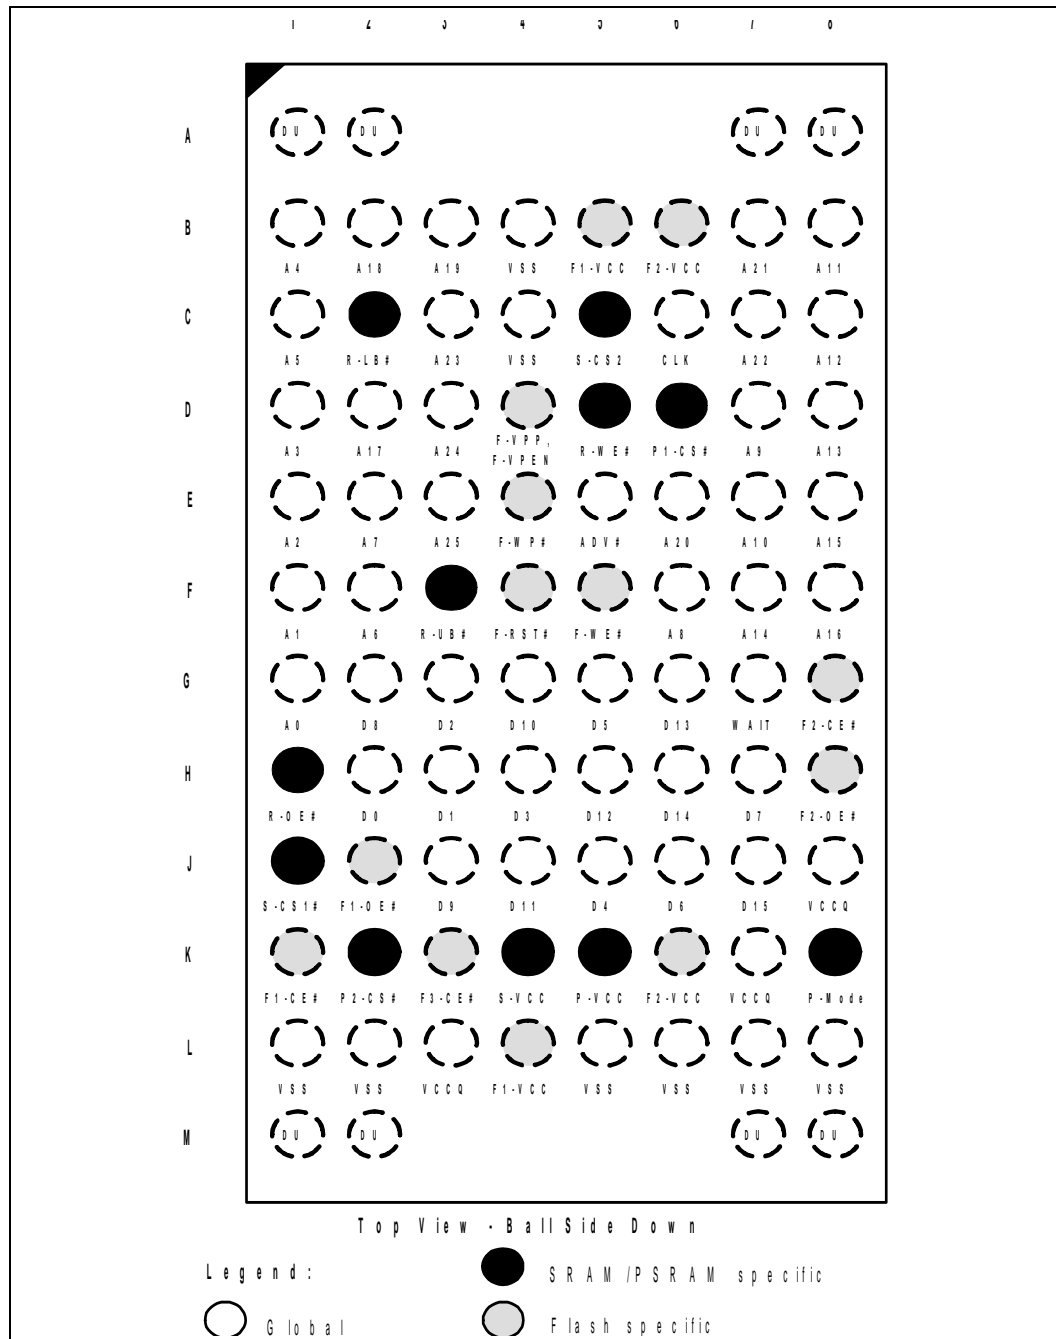 1 2 3 4 5 6 7 8
A DU DU DU DU
B
A4 A18 A19 VSS F1-VCC F2-VCC A21 A11
C
A5 R-LB# A23 VSS S-CS2 CLK A22 A12
D
A3 A17 A24 F-VPP, F-VPEN R-WE# P1-CS# A9 A13
E
A2 A7 A25 F-WP# ADV# A20 A10 A15
F
A1 A6 R-UB# F-RST# F-WE# A8 A14 A16
G
A0 D8 D2 D10 D5 D13 WAIT F2-CE#
H
R-OE# D0 D1 D3 D12 D14 D7 F2-OE#
J
S-CS1# F1-OE# D9 D11 D4 D6 D15 VCCQ
K
F1-CE# P2-CS# F3-CE# S-VCC P-VCC F2-VCC VCCQ P-Mode
L
VSS VSS VCCQ F1-VCC VSS VSS VSS VSS
M DU DU DU DU
Top View - Ball Side Down
Legend:
SRAM/PSRAM specific
Global
Flash specific